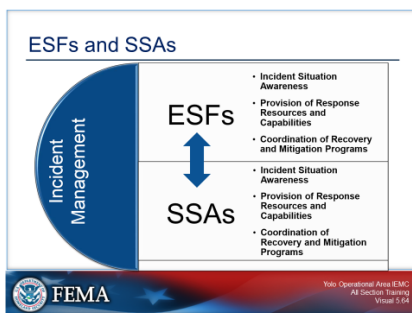 ESFs and SSAs
Incident
Management
ESFs
• Incident Situation
Awareness
• Provision of Response
Resources and
Capabilities
• Coordination of Recovery
and Mitigation Programs
SSAs
• Incident Situation
Awareness
• Provision of Response
Resources and
Capabilities
• Coordination of
Recovery and Mitigation
Programs
FEMA
Yolo Operational Area IEMC
All Section Training
Visual 5.64